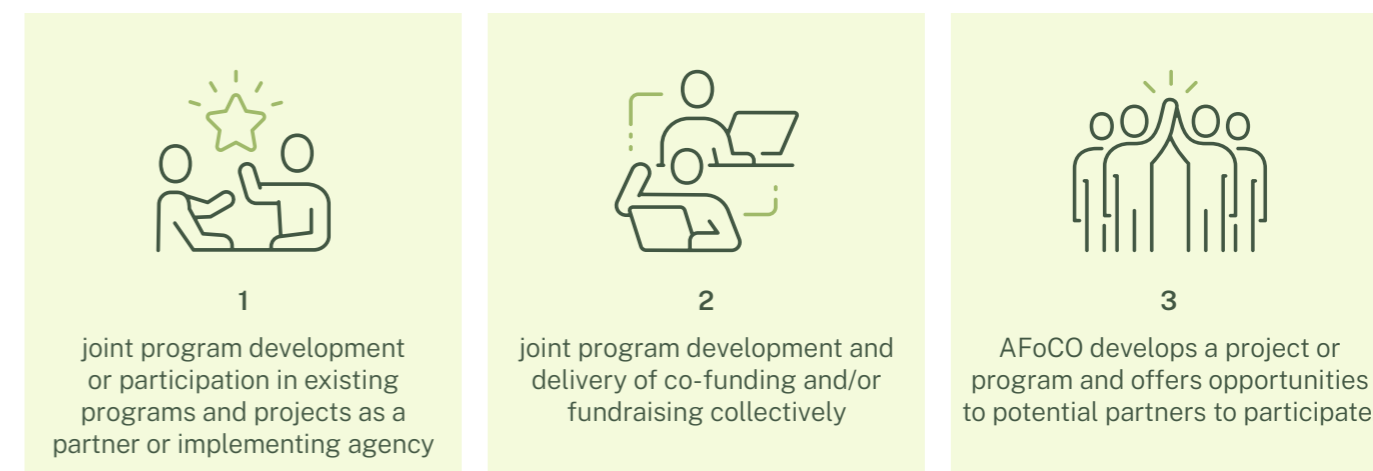 1
joint program development
or participation in existing
programs and projects as a
partner or implementing agency
2
joint program development and
delivery of co-funding and/or
fundraising collectively
3
AFoCO develops a project or
program and offers opportunities
to potential partners to participate